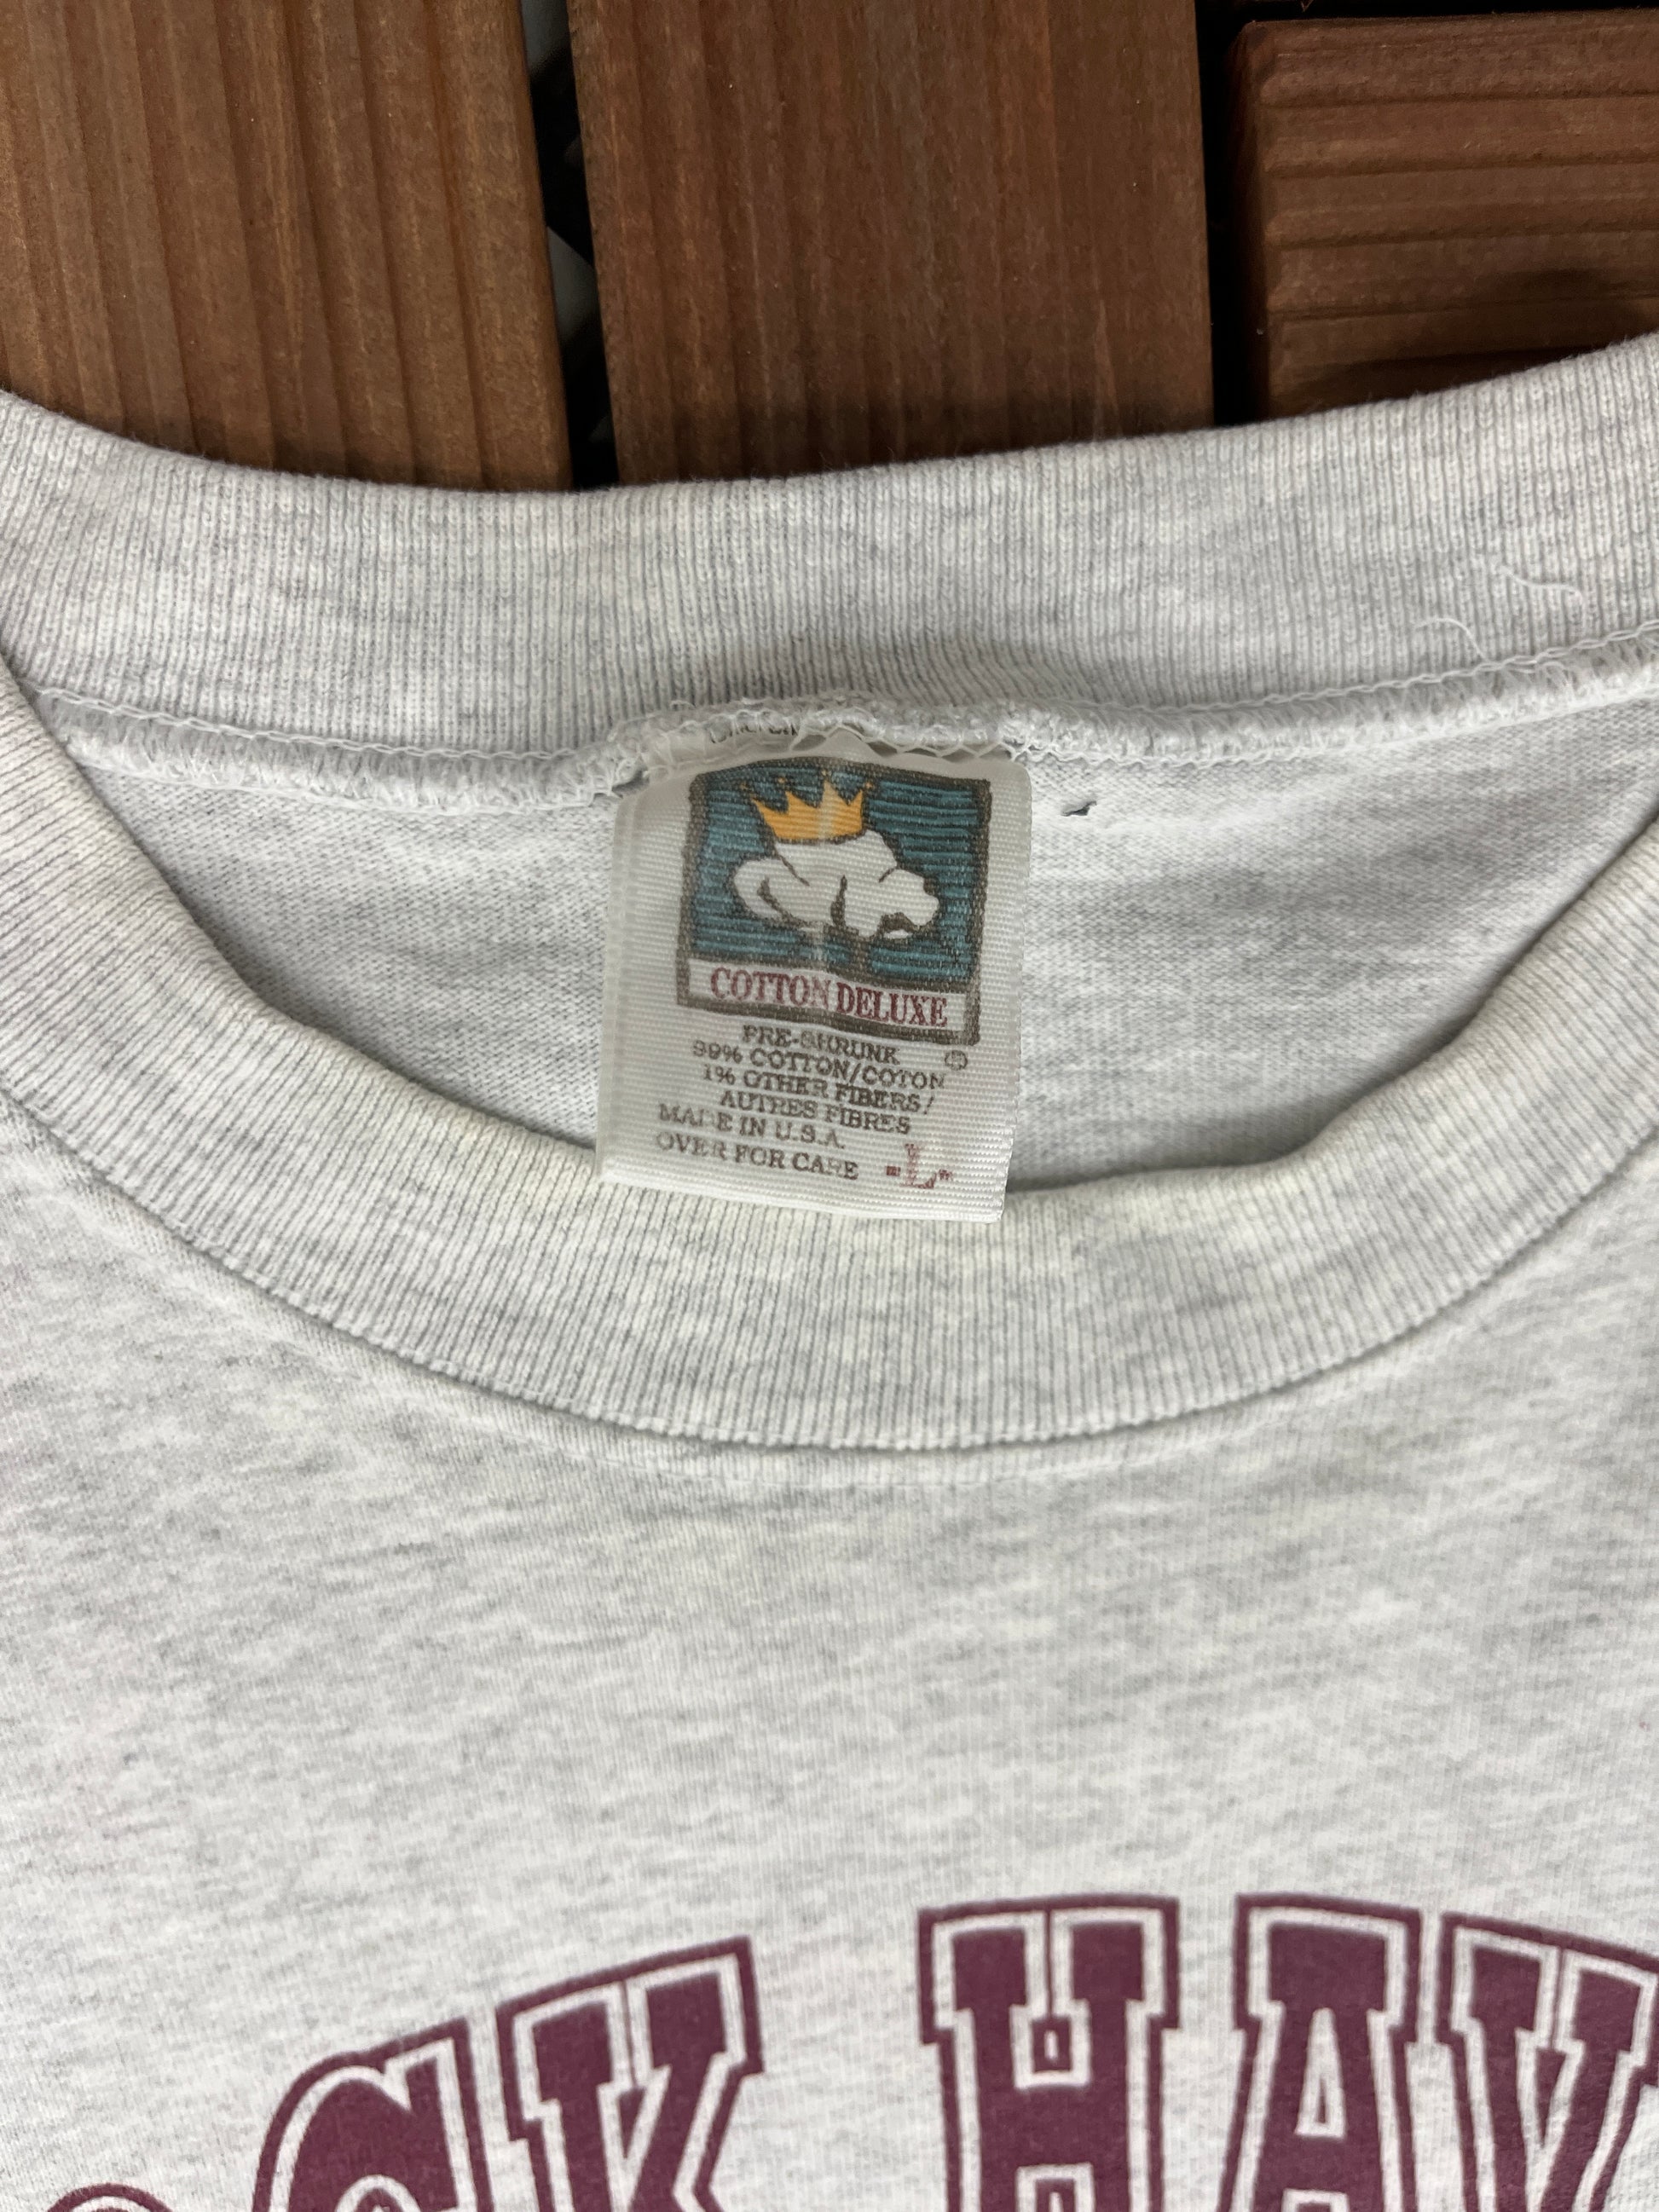 COTTON DELUXE
PRE-SHRUNK
99% COTTON/COTON
1% OTHER FIBERS/
AUTRES FIBRES
MADE IN U.S.A.
OVER FOR CARE -L-
CK HAV